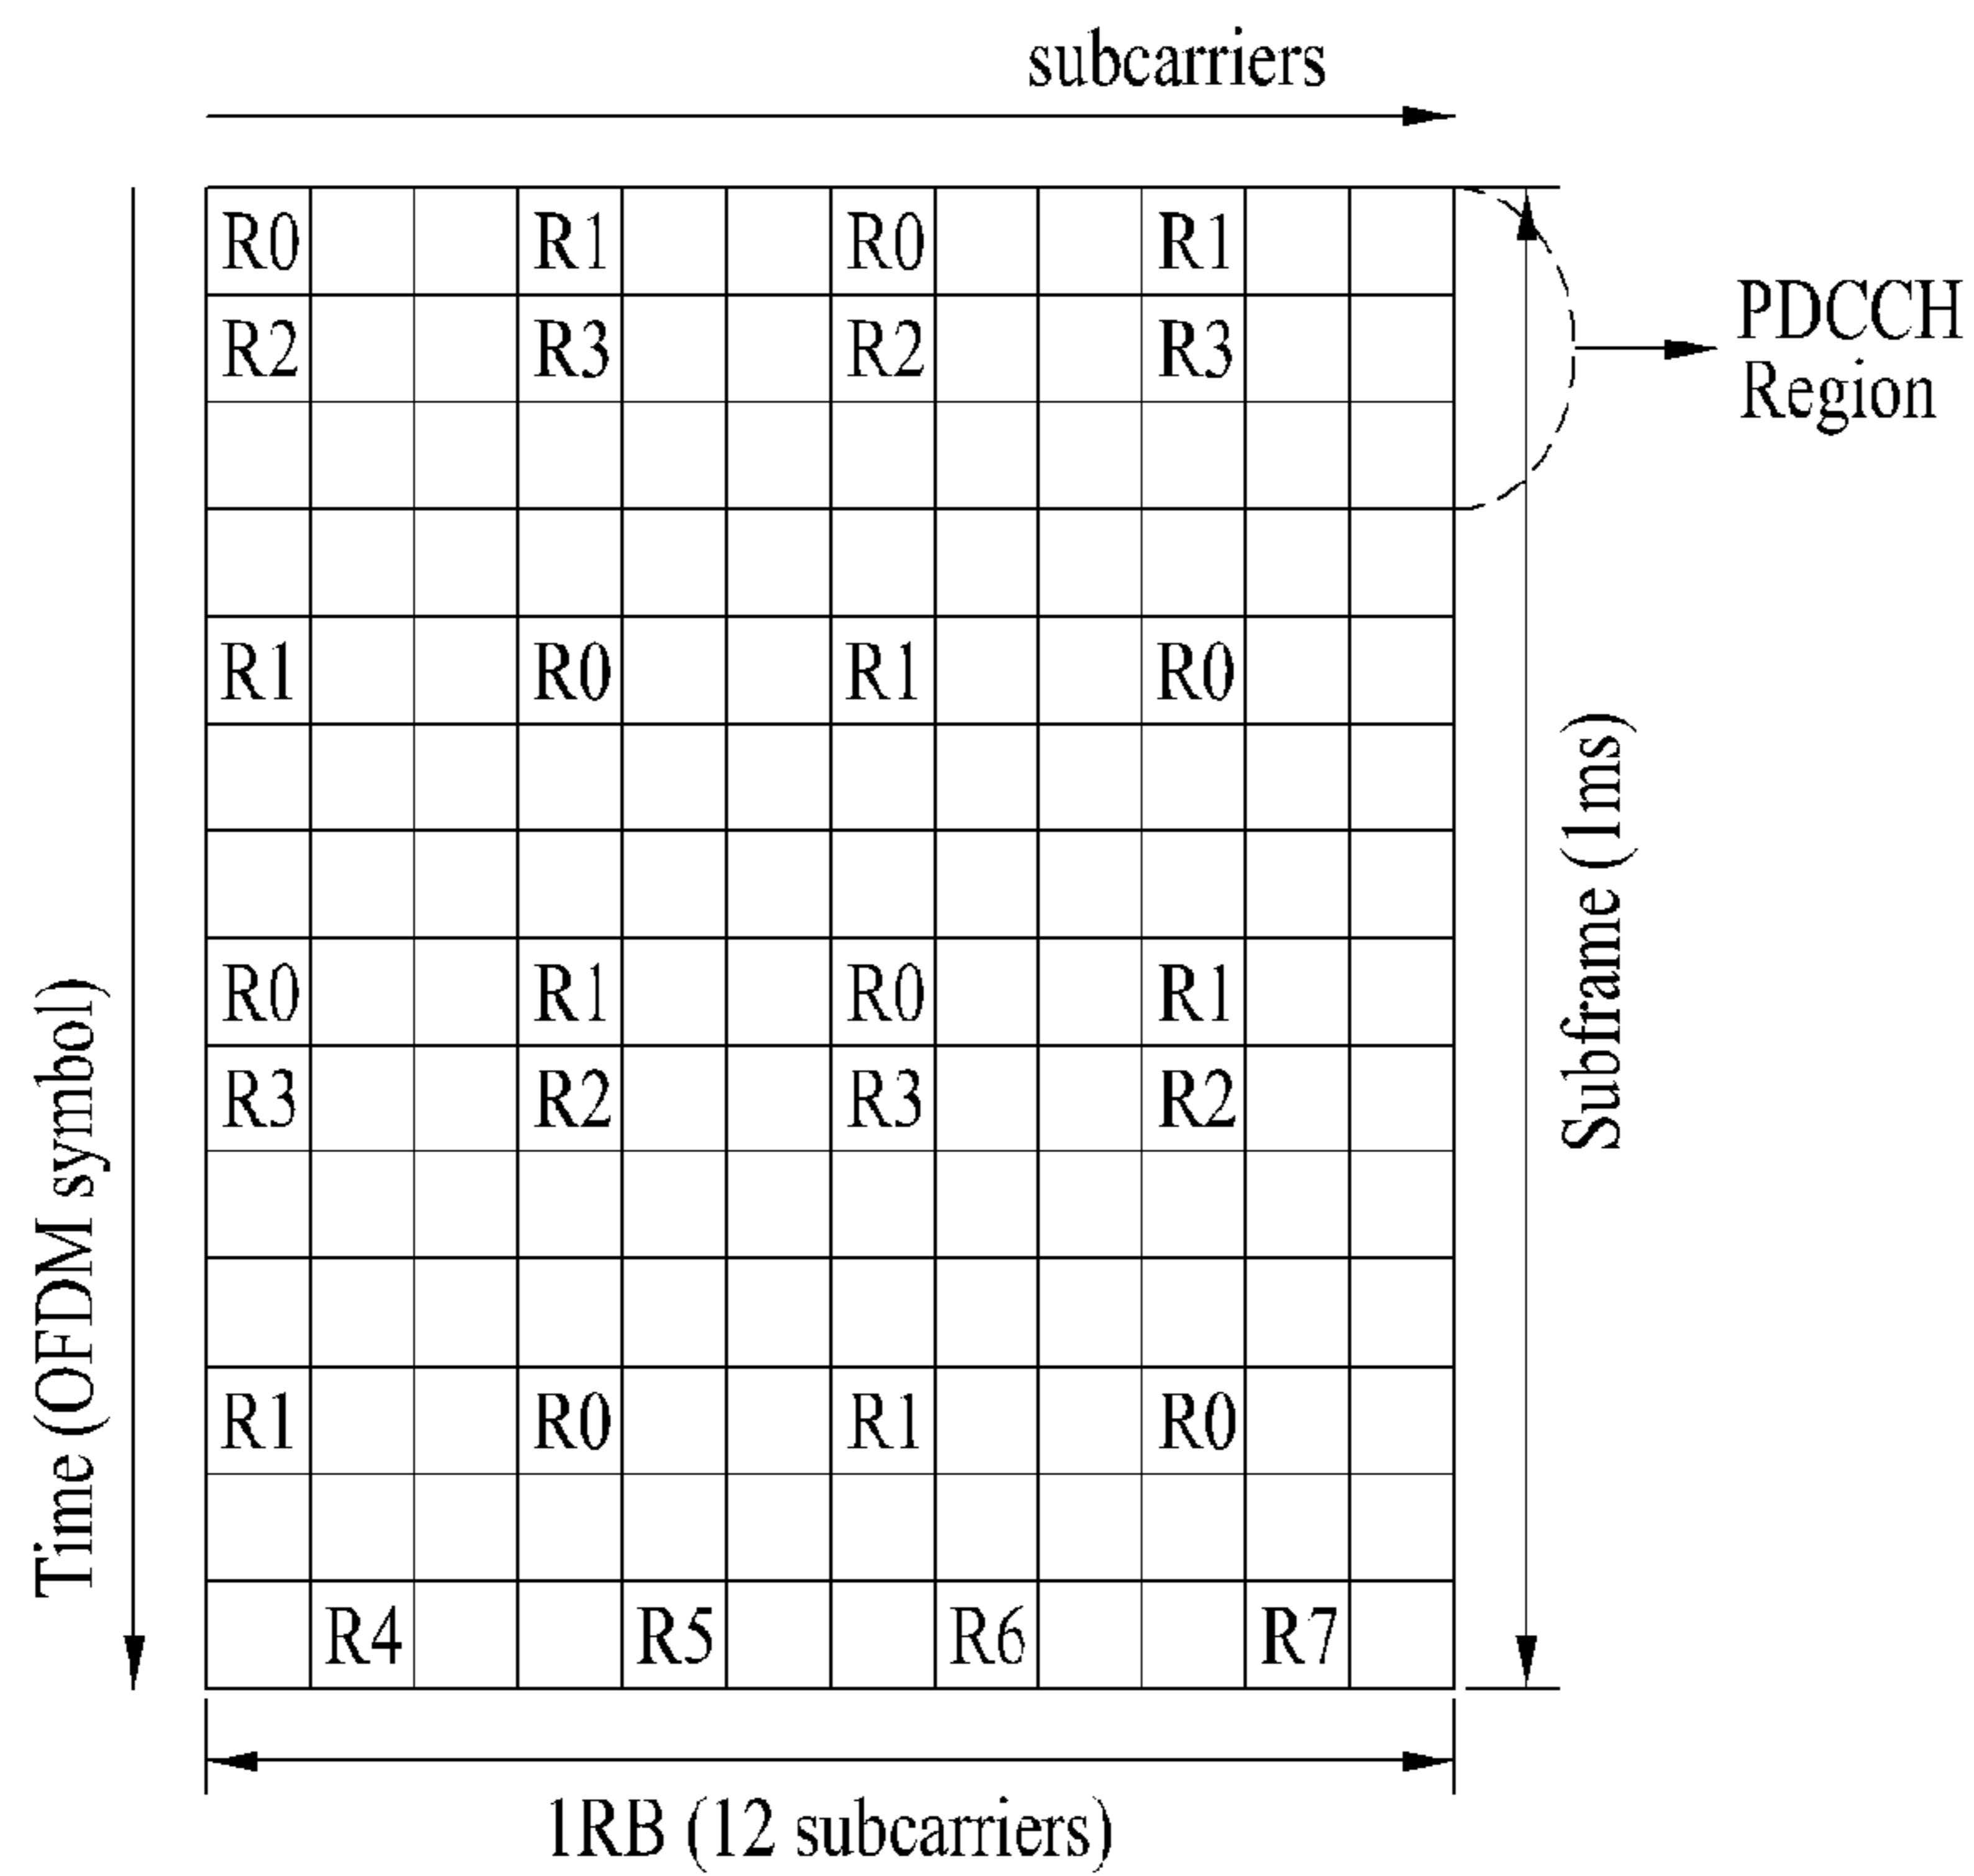 subcarriers
R0 R1 R0 R1
R2 R3 R2 R3
PDCCH
Region
R1 R0 R1 R0
R0 R1 R0 R1
R3 R2 R3 R2
R1 R0 R1 R0
R4 R5 R6 R7
Time (OFDM symbol)
Subframe (1ms)
1RB (12 subcarriers)